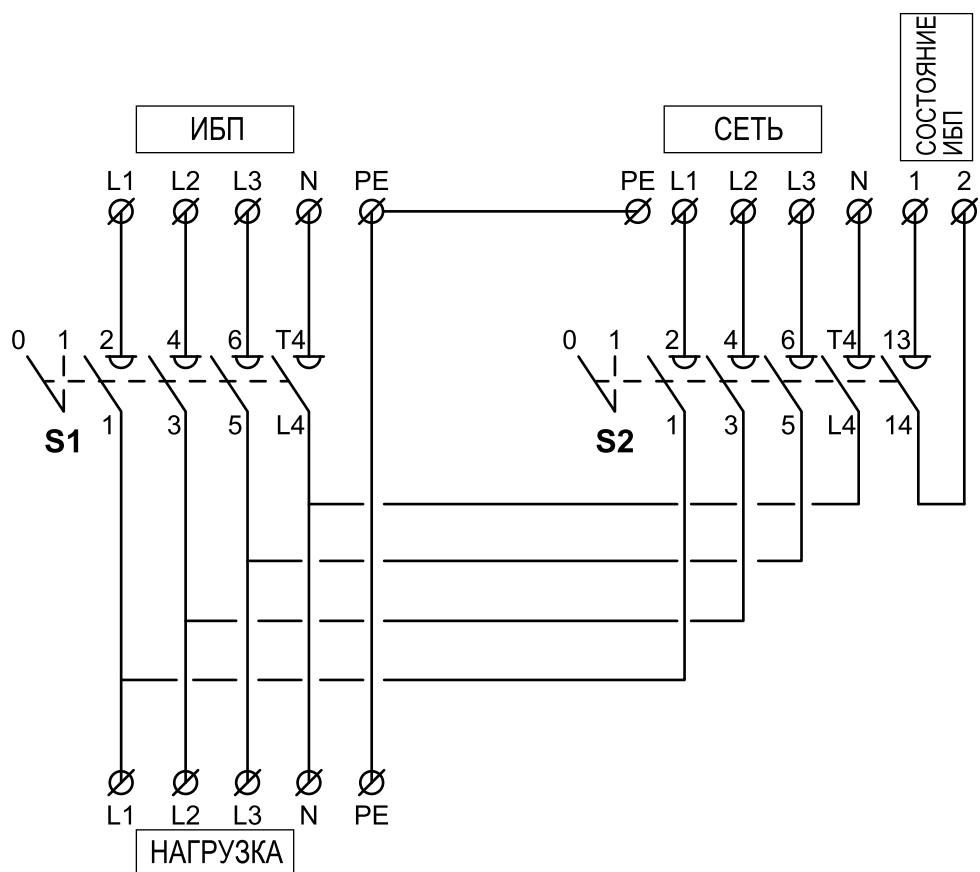 СОСТОЯНИЕ
ИБП
ИБП
СЕТЬ
L1 L2 L3 N PE PE L1 L2 L3 N 1 2
0 1 2 4 6 T4 0 1 2 4 6 T4 13
S1 1 3 5 L4 S2 1 3 5 L4 14
L1 L2 L3 N PE
НАГРУЗКА